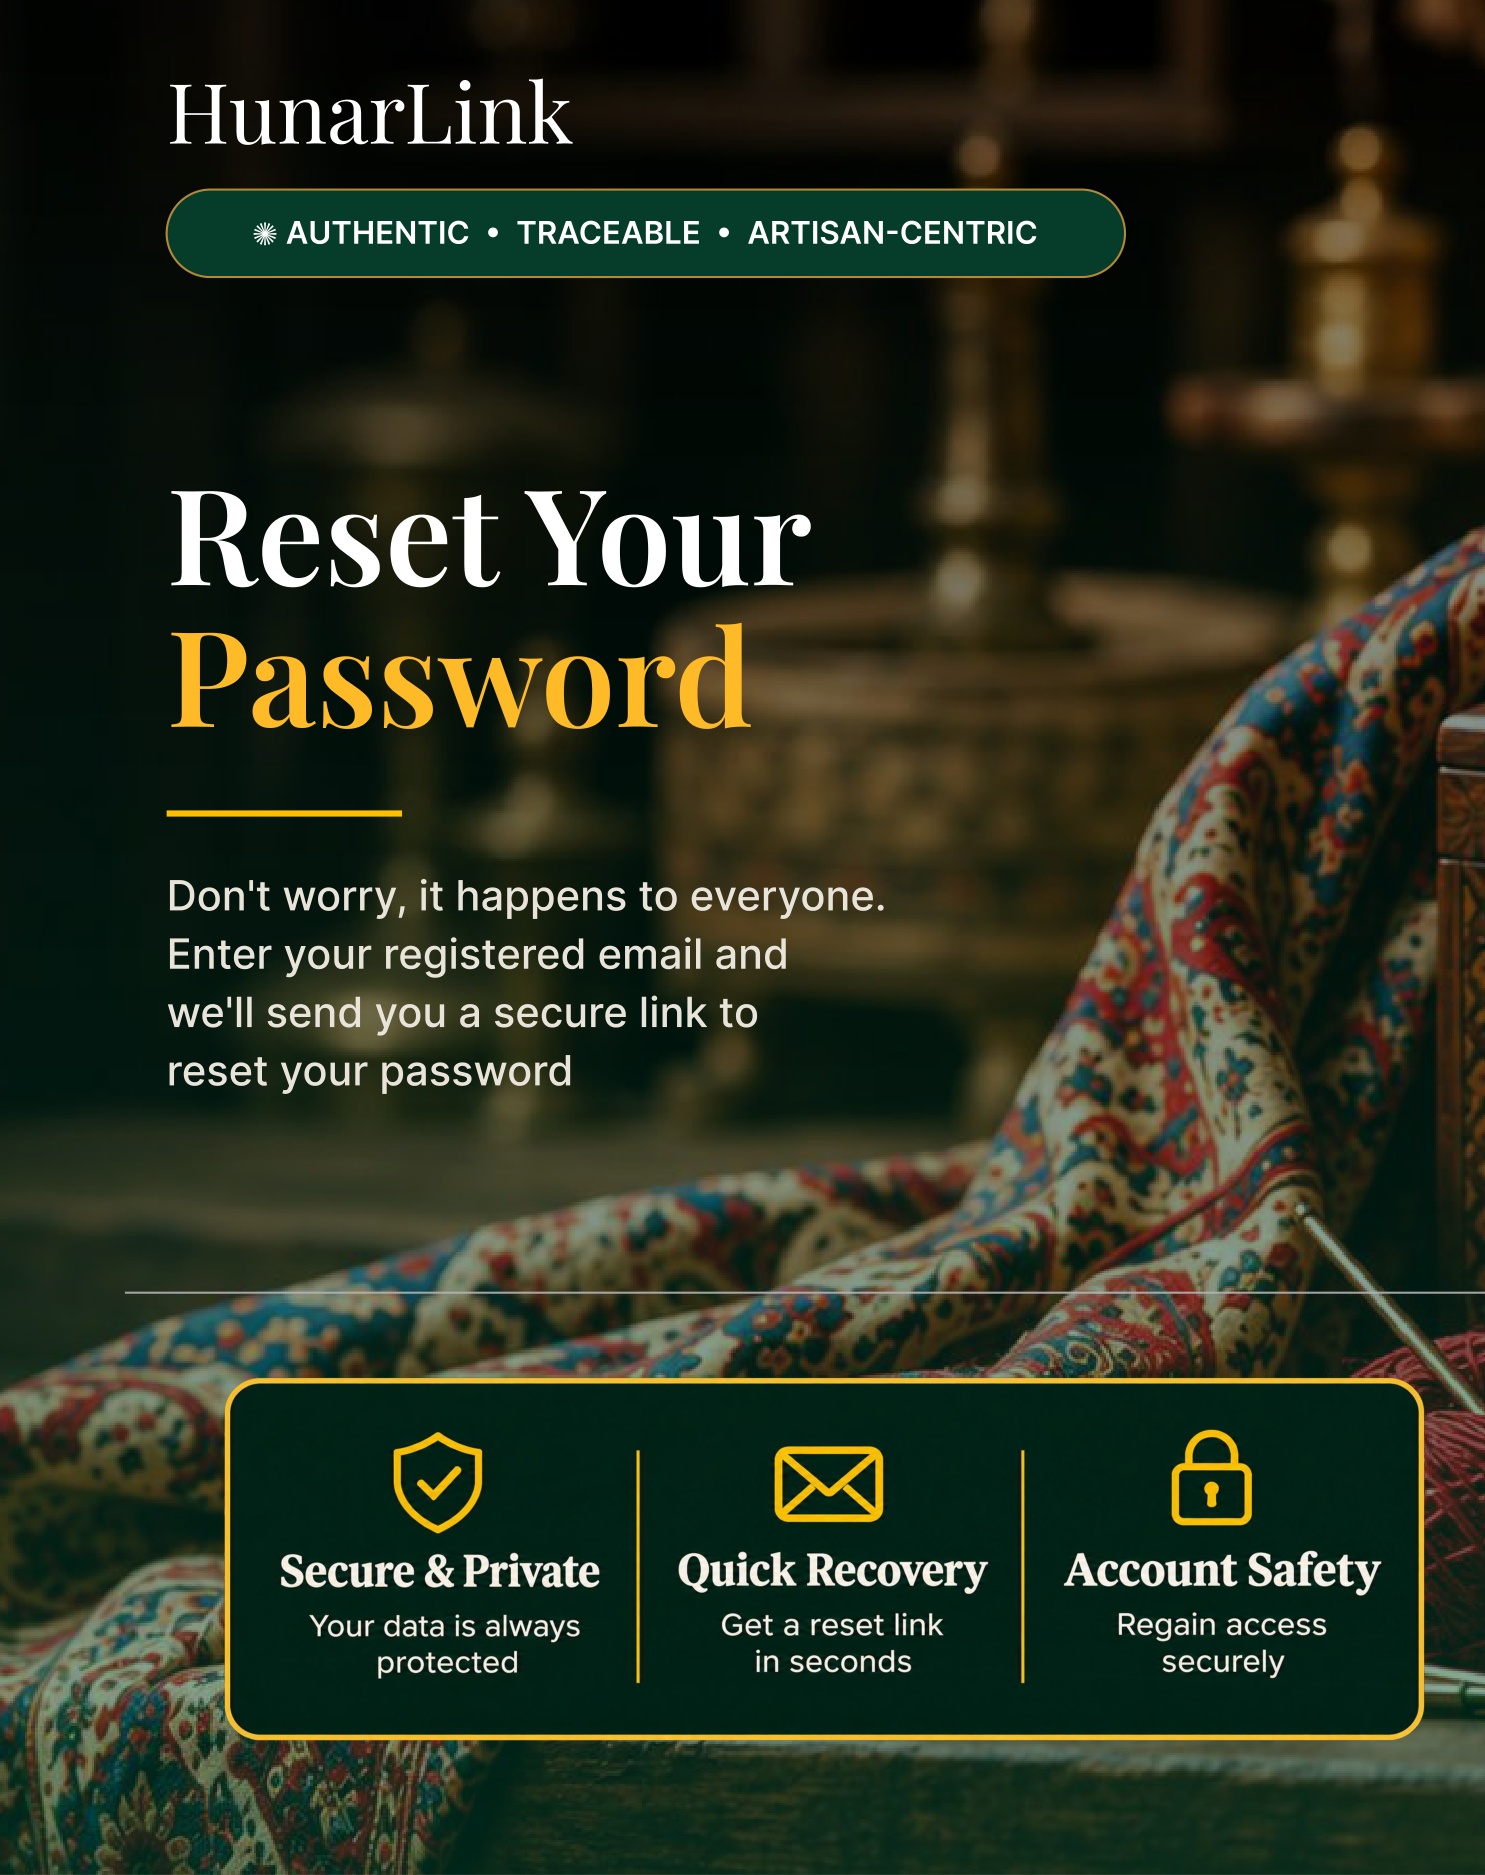 HunarLink
AUTHENTIC • TRACEABLE • ARTISAN-CENTRIC
Reset Your
Password
Don't worry, it happens to everyone.
Enter your registered email and
we'll send you a secure link to
reset your password
Secure & Private
Your data is always
protected
Quick Recovery
Get a reset link
in seconds
Account Safety
Regain access
securely